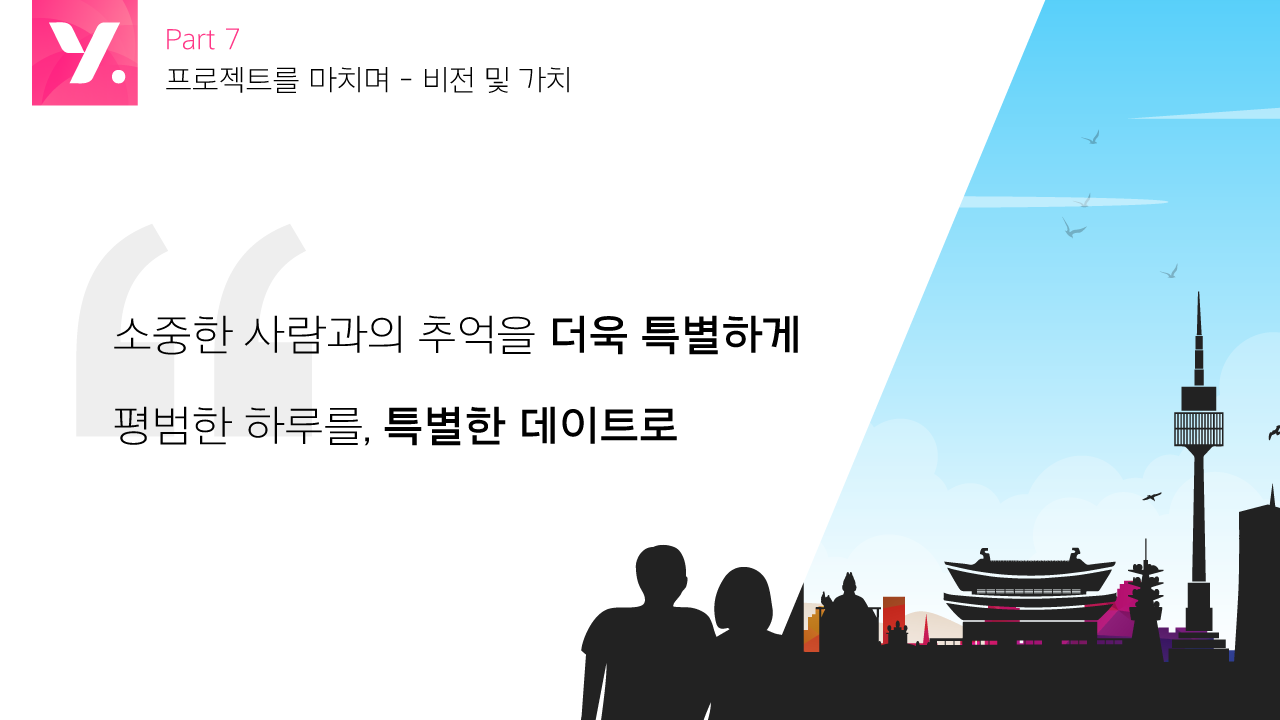 y.
Part 7
프로젝트를 마치며 - 비전 및 가치
“
소중한 사람과의 추억을 더욱 특별하게
평범한 하루를, 특별한 데이트로